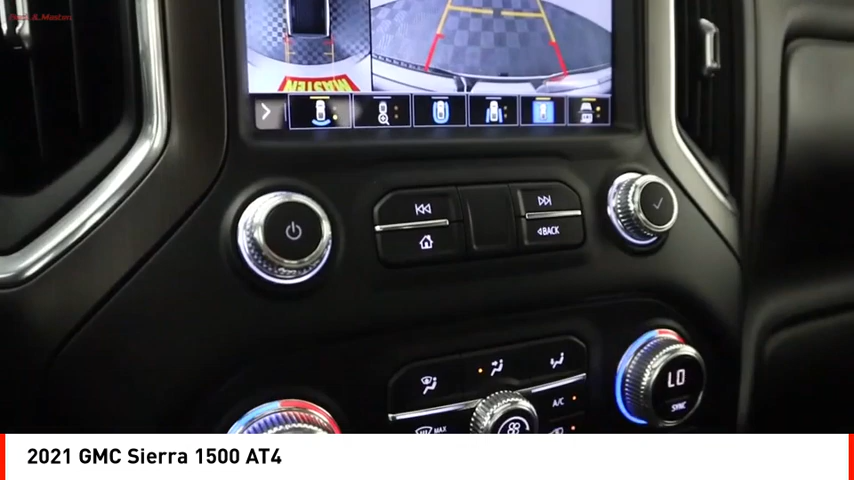 MASTEN
BACK
LO
A/C
SYNC
MAX
2021 GMC Sierra 1500 AT4